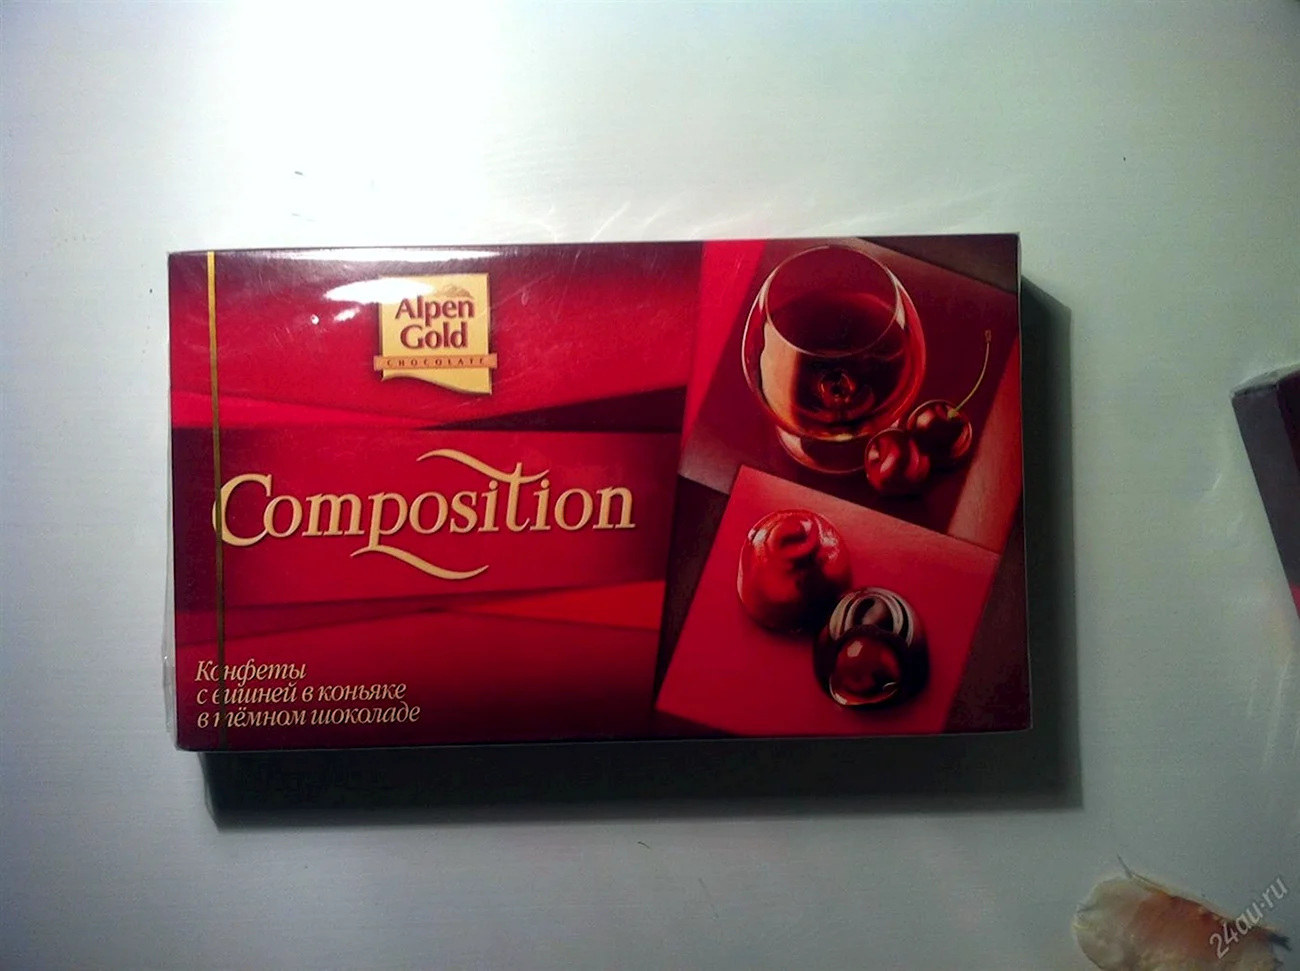 Alpen
Gold
CHOCOLATE
Composition
Конфеты
с вишней в коньяке
в тёмном шоколаде
24au.ru